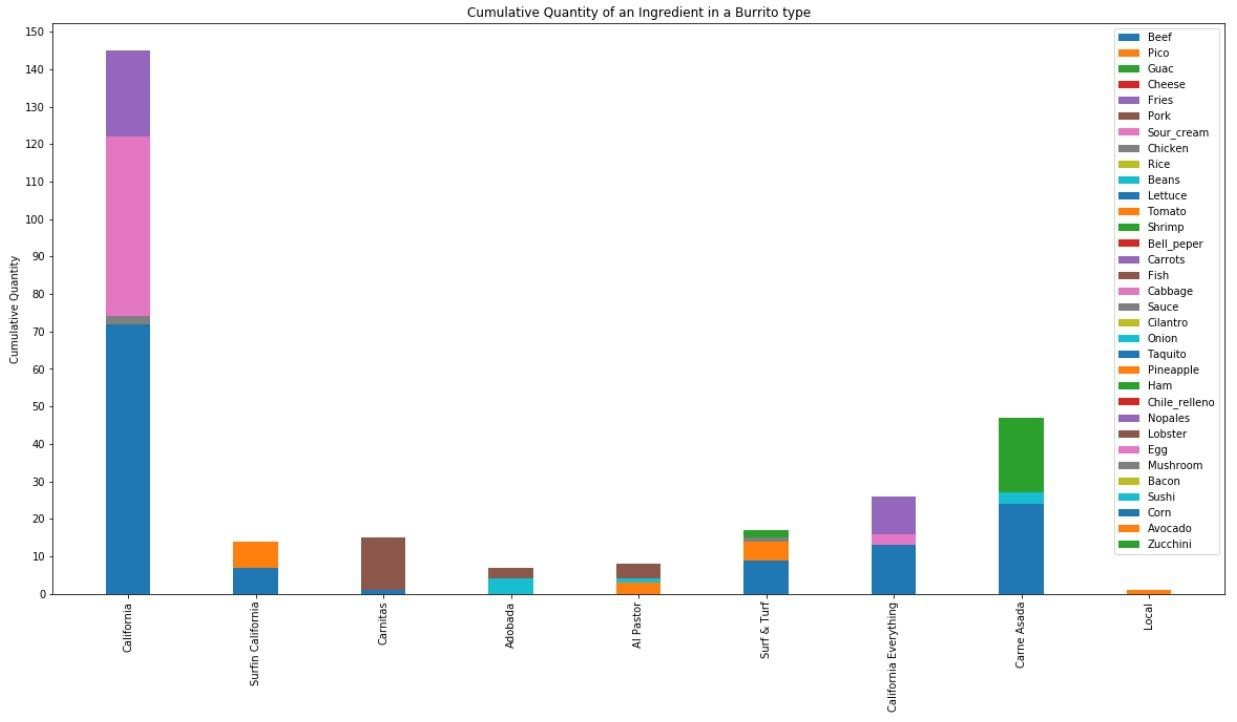 Cumulative Quantity of an Ingredient in a Burrito type
150
140
130
120
110
100
90
80
70
60
50
40
30
20
10
0
Cumulative Quantity
California
Surfin California
Carnitas
Adobada
Al Pastor
Surf & Turf
California Everything
Carne Asada
Local
Beef
Pico
Guac
Cheese
Fries
Pork
Sour_cream
Chicken
Rice
Beans
Lettuce
Tomato
Shrimp
Bell_peper
Carrots
Fish
Cabbage
Sauce
Cilantro
Onion
Taquito
Pineapple
Ham
Chile_relleno
Nopales
Lobster
Egg
Mushroom
Bacon
Sushi
Corn
Avocado
Zucchini